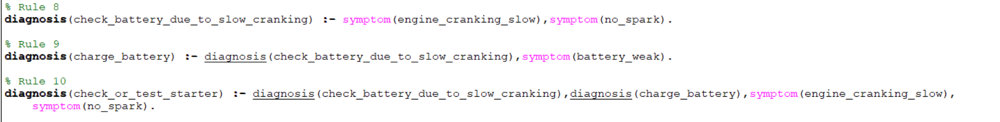 % Rule 8
diagnosis(check_battery_due_to_slow_cranking) :- symptom(engine_cranking_slow),symptom(no_spark).
% Rule 9
diagnosis(charge_battery) :- diagnosis(check_battery_due_to_slow_cranking),symptom(battery_weak).
% Rule 10
diagnosis(check_or_test_starter) :- diagnosis(check_battery_due_to_slow_cranking),diagnosis(charge_battery),symptom(engine_cranking_slow),
symptom(no_spark).